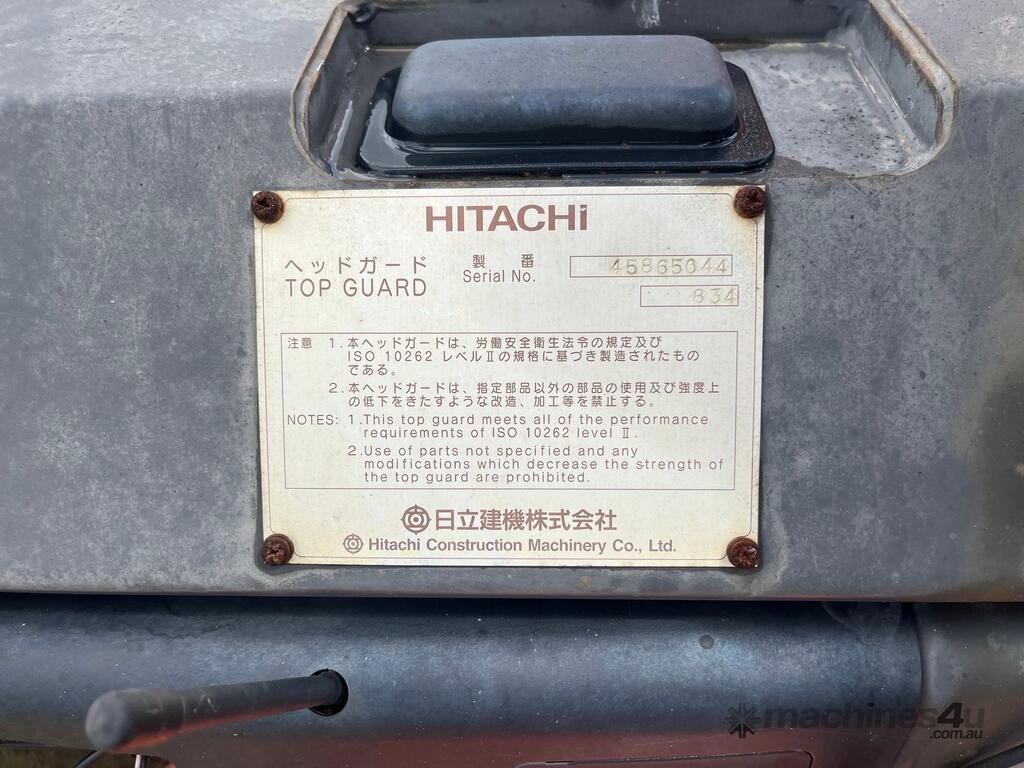 HITACHi
ヘッドガード 製番 45865044
TOP GUARD Serial No.
834
注意 1.本ヘッドガードは、労働安全衛生法令の規定及び
ISO 10262 レベルⅡの規格に基づき製造されたもの
である。
2.本ヘッドガードは、指定部品以外の部品の使用及び強度上
の低下をきたすような改造、加工等を禁止する。
NOTES: 1.This top guard meets all of the performance
requirements of ISO 10262 level Ⅱ.
2.Use of parts not specified and any
modifications which decrease the strength of
the top guard are prohibited.
日立建機株式会社
Hitachi Construction Machinery Co., Ltd.
machines4u
.com.au